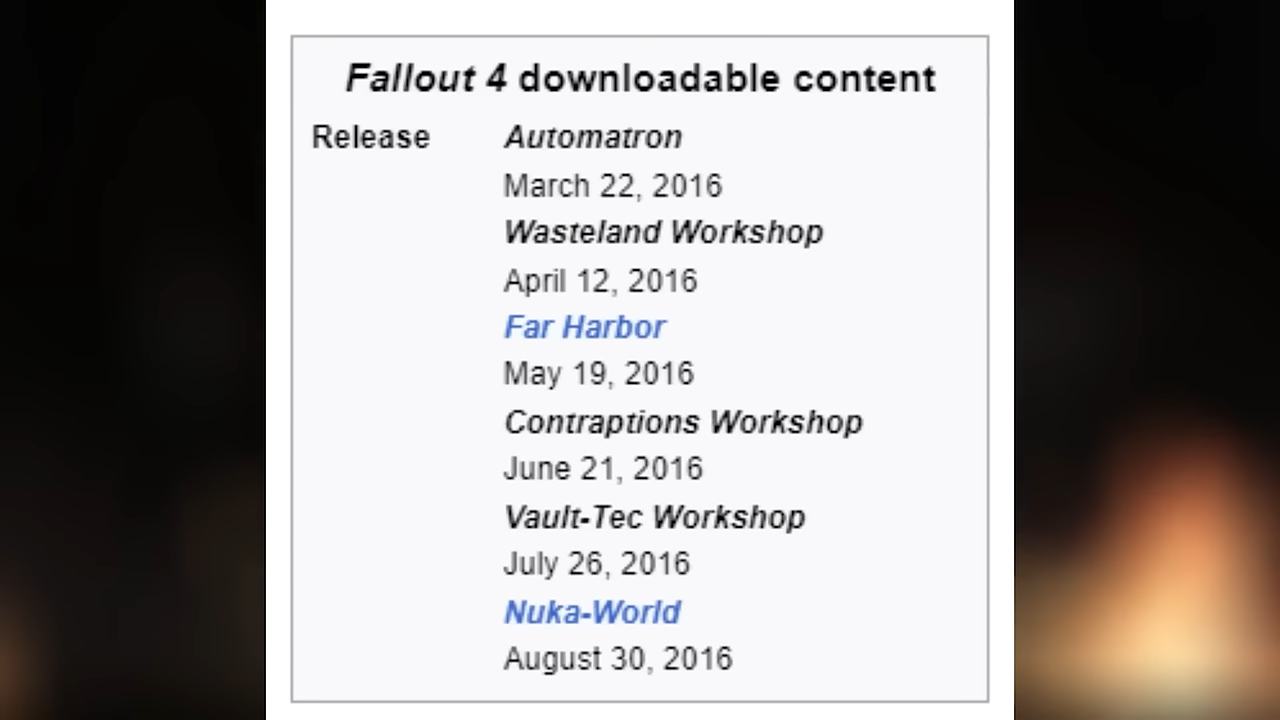 Fallout 4 downloadable content
Release Automatron
March 22, 2016
Wasteland Workshop
April 12, 2016
Far Harbor
May 19, 2016
Contraptions Workshop
June 21, 2016
Vault-Tec Workshop
July 26, 2016
Nuka-World
August 30, 2016